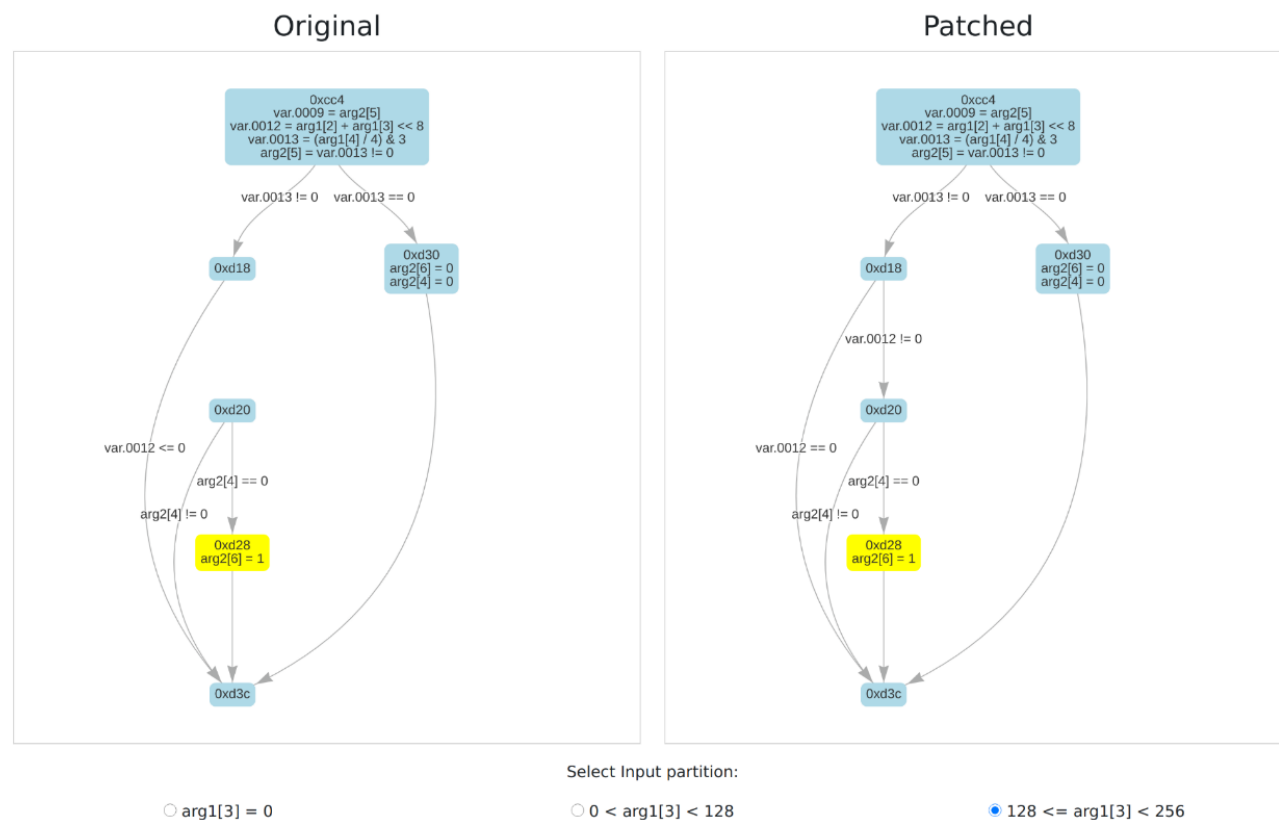 Original
0xcc4
var.0009 = arg2[5]
var.0012 = arg1[2] + arg1[3] << 8
var.0013 = (arg1[4] / 4) & 3
arg2[5] = var.0013 != 0
var.0013 != 0
var.0013 == 0
0xd18
0xd30
arg2[6] = 0
arg2[4] = 0
0xd20
var.0012 <= 0
arg2[4] == 0
arg2[4] != 0
0xd28
arg2[6] = 1
0xd3c
Patched
0xcc4
var.0009 = arg2[5]
var.0012 = arg1[2] + arg1[3] << 8
var.0013 = (arg1[4] / 4) & 3
arg2[5] = var.0013 != 0
var.0013 != 0
var.0013 == 0
0xd18
0xd30
arg2[6] = 0
arg2[4] = 0
var.0012 != 0
0xd20
var.0012 == 0
arg2[4] == 0
arg2[4] != 0
0xd28
arg2[6] = 1
0xd3c
Select Input partition:
arg1[3] = 0
0 < arg1[3] < 128
128 <= arg1[3] < 256